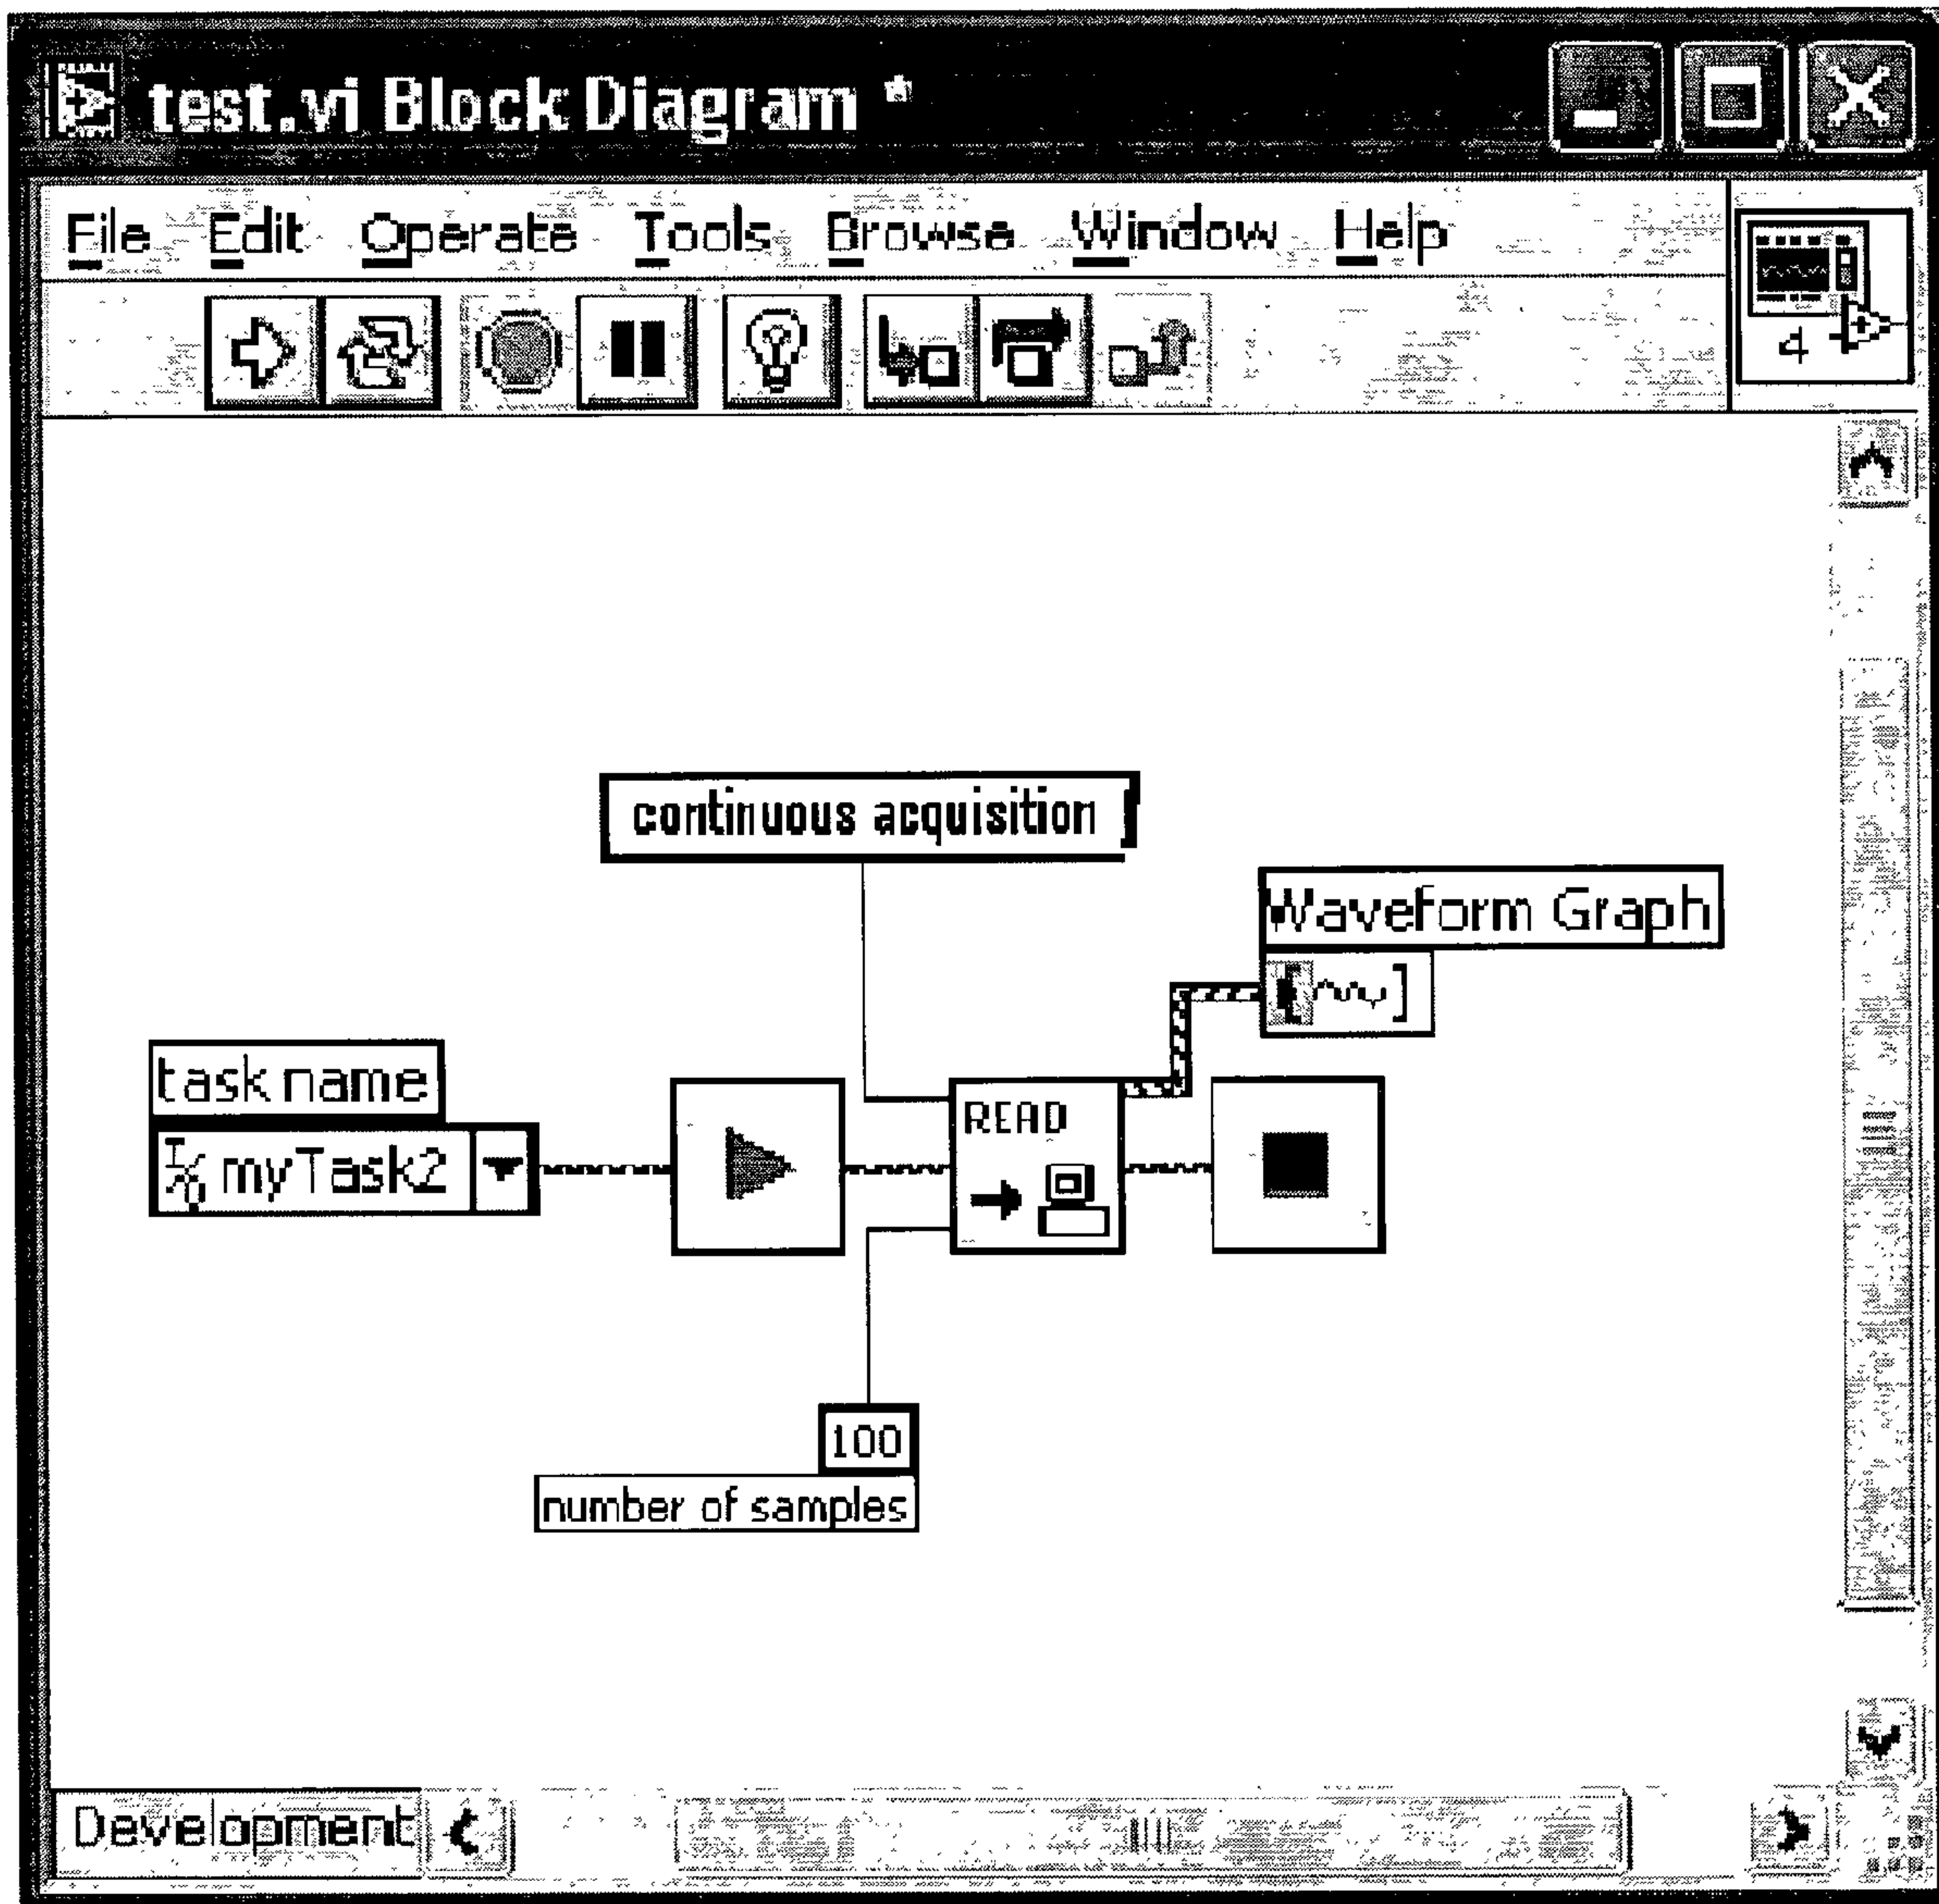 test.vi Block Diagram *
File Edit Operate Tools Browse Window Help
4
continuous acquisition
Waveform Graph
task name
I/O myTask2
READ
100
number of samples
Development